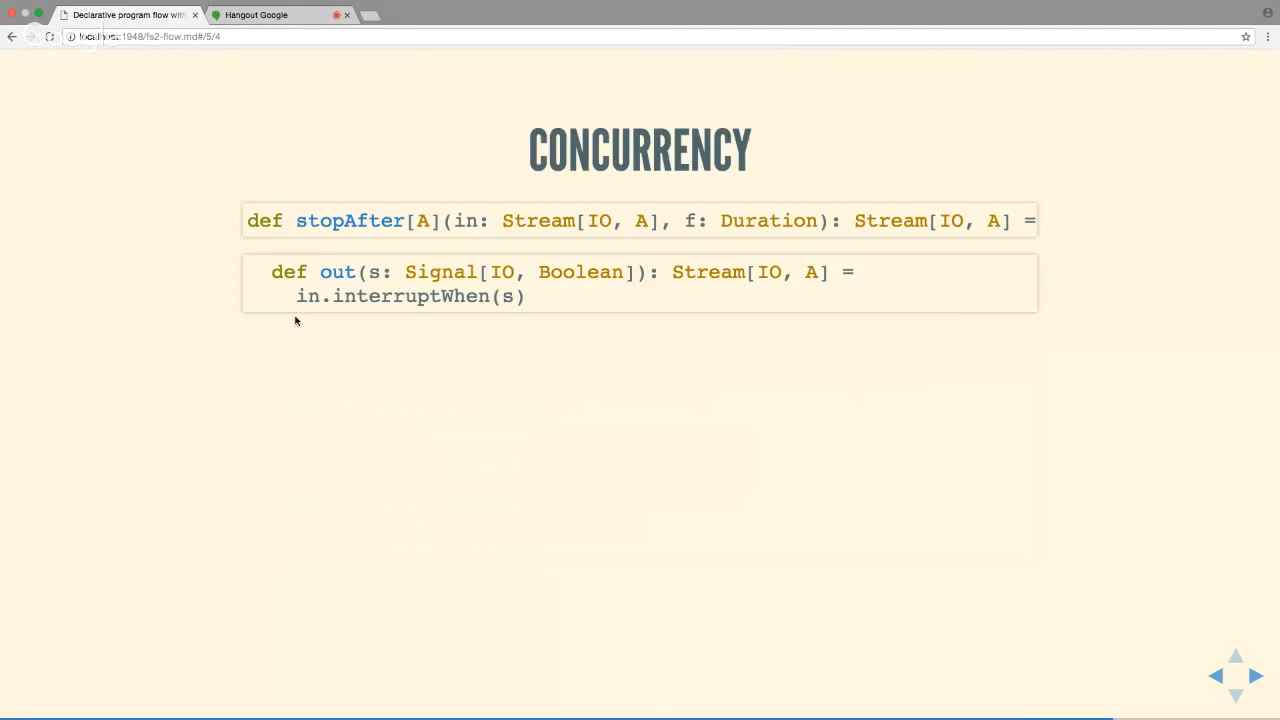 Declarative program flow with
Hangout Google
localhost:1948/fs2-flow.md#/5/4
CONCURRENCY
def stopAfter[A](in: Stream[IO, A], f: Duration): Stream[IO, A] =
def out(s: Signal[IO, Boolean]): Stream[IO, A] =
in.interruptWhen(s)